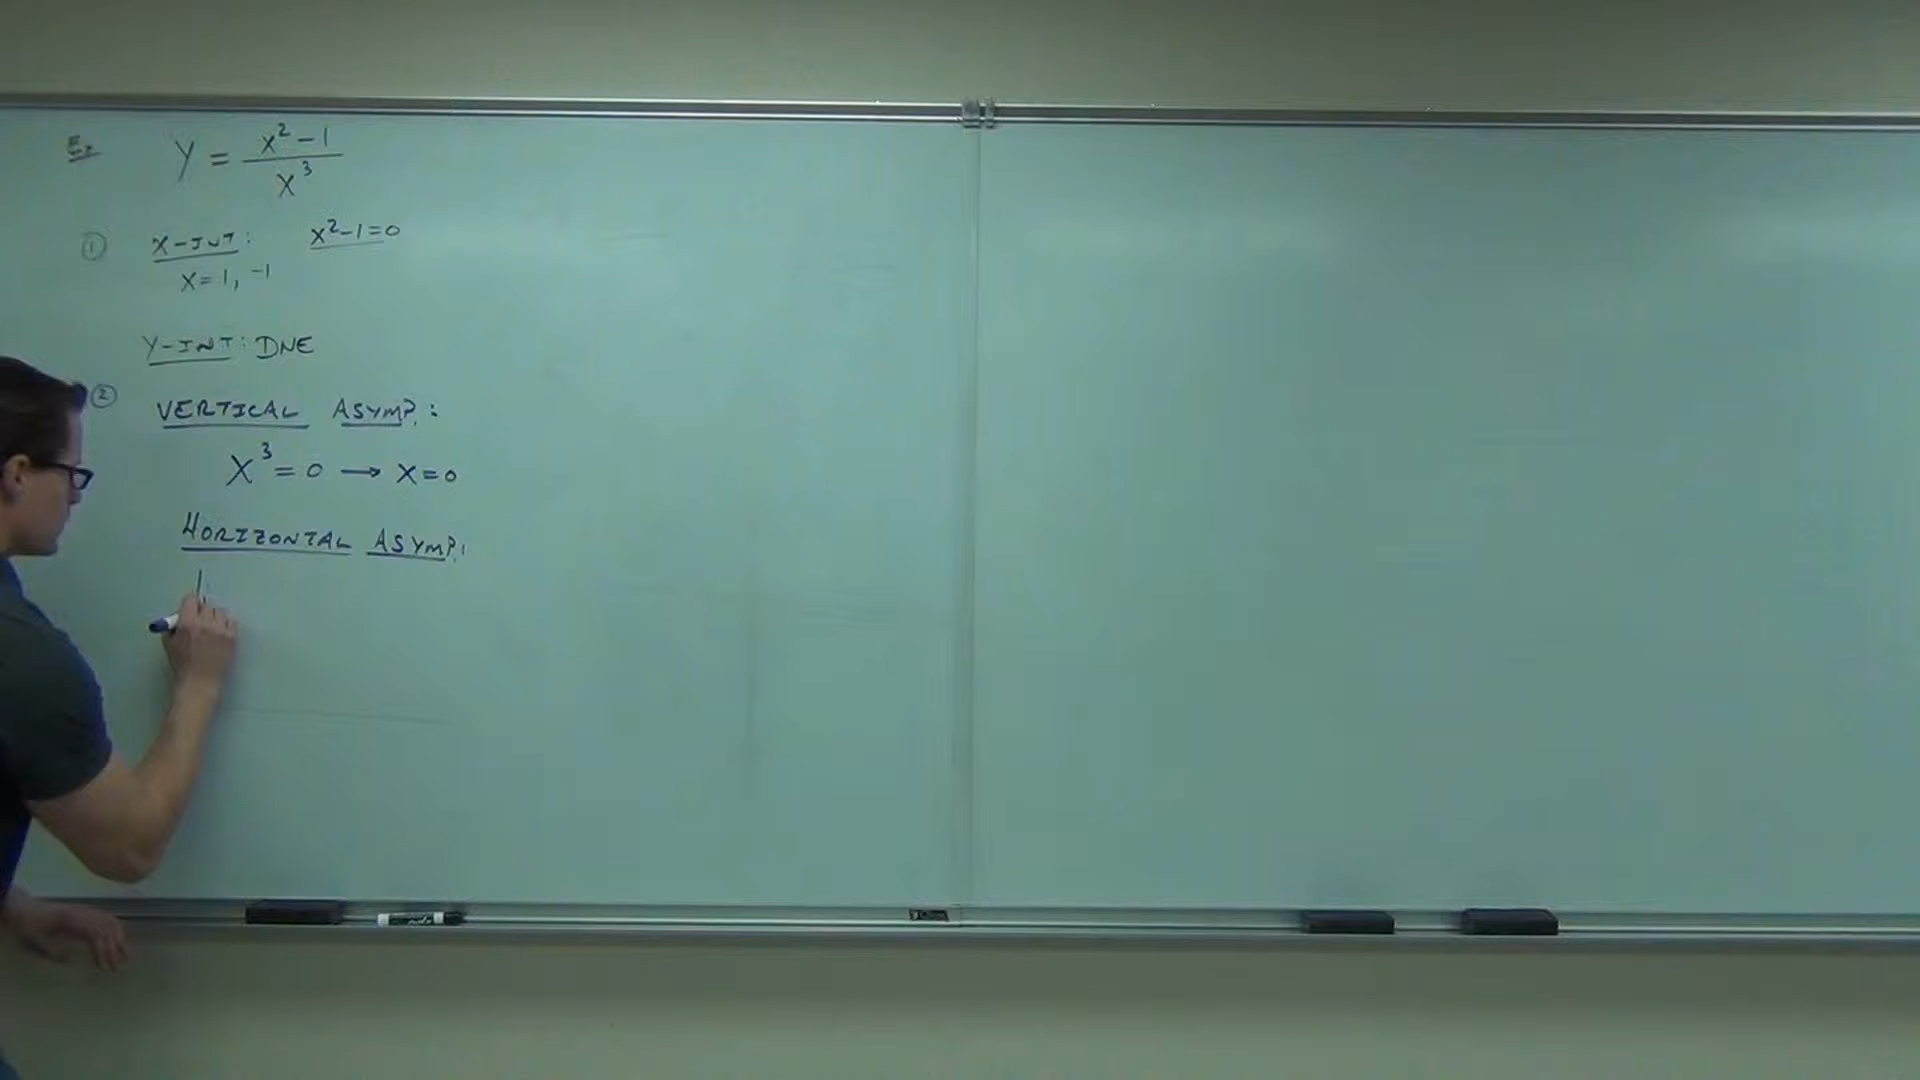 Ex y = x² - 1 / x³
① X-INT: x²-1=0
x=1, -1
Y-INT: DNE
② VERTICAL ASYMP.:
x³ = 0 → x=0
HORIZONTAL ASYMP.: